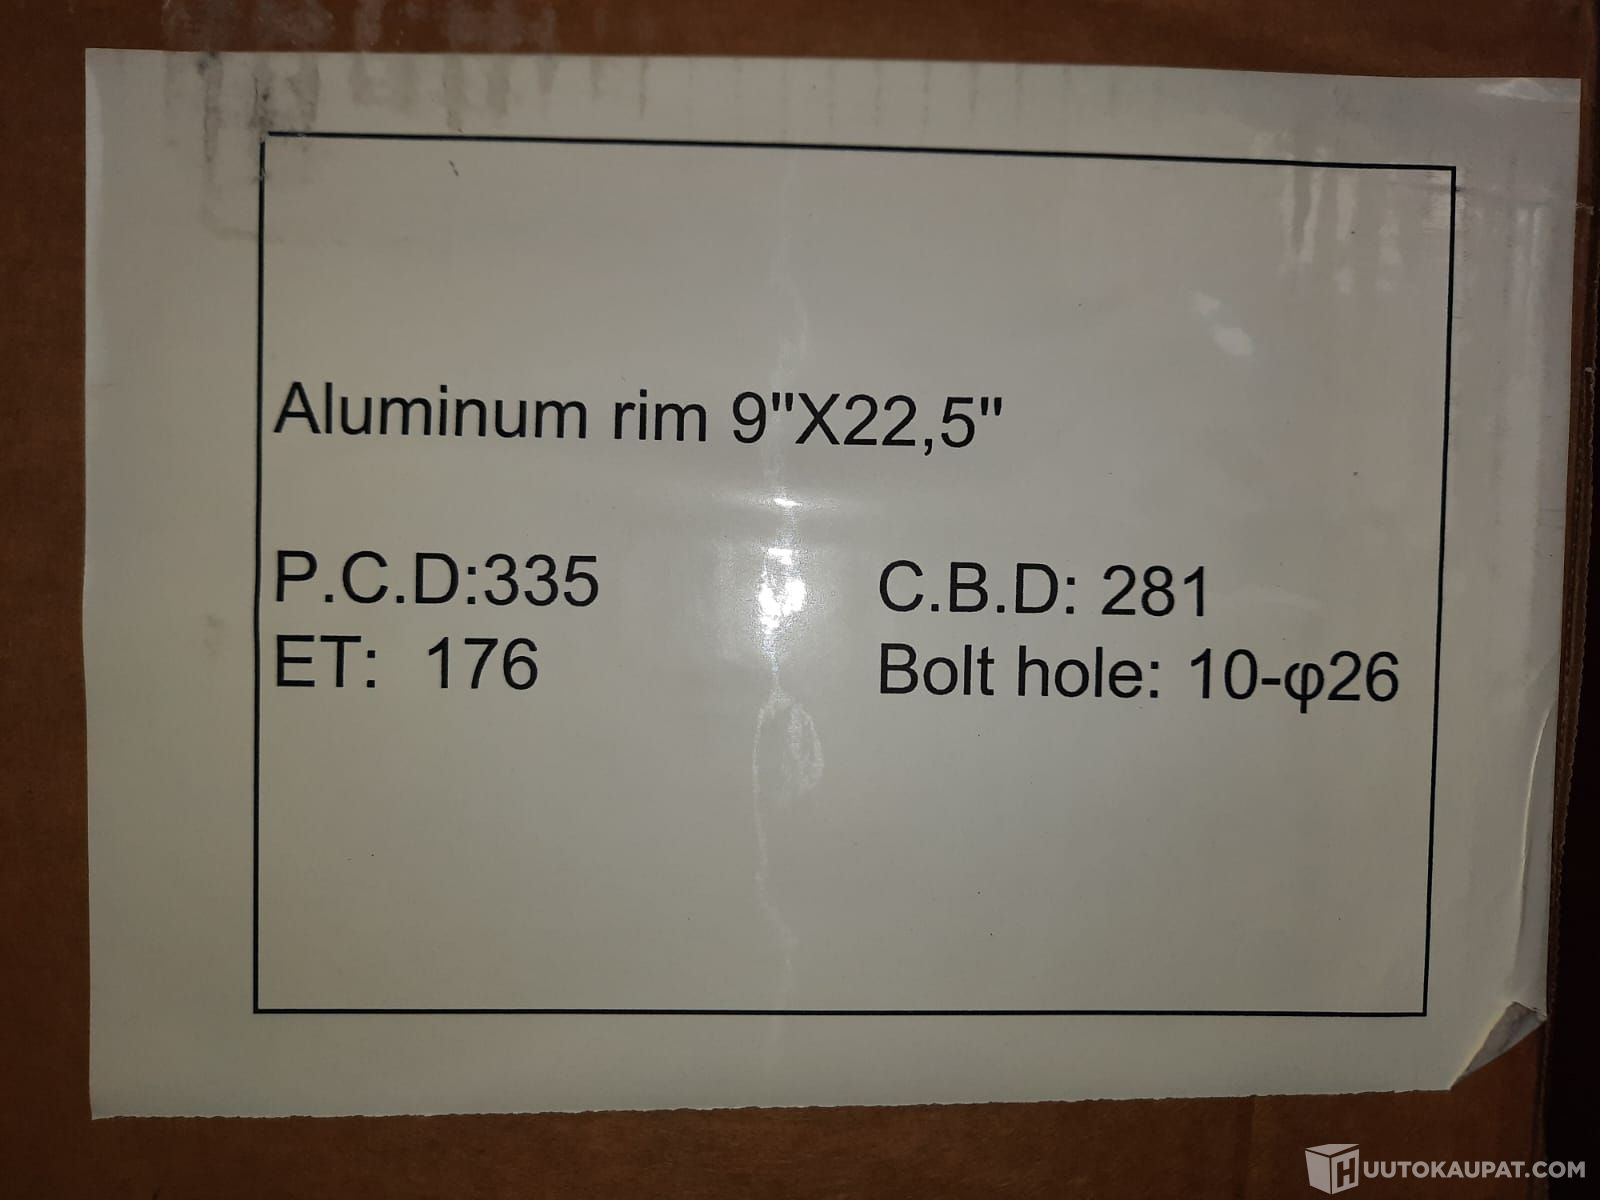 Aluminum rim 9"X22,5"
P.C.D:335 C.B.D: 281
ET: 176 Bolt hole: 10-φ26
HUUTOKAUPAT.COM